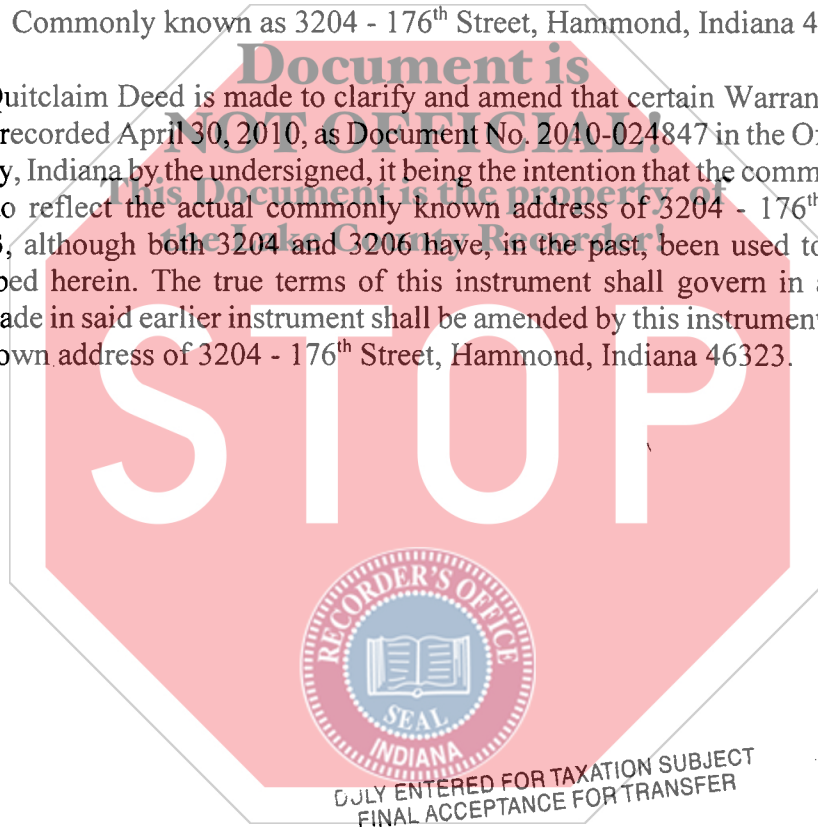 Commonly known as 3204 - 176th Street, Hammond, Indiana 4
Document is
uitclaim Deed is made to clarify and amend that certain Warran
recorded April 30, 2010, as Document No. 2010-024847 in the O
NOT OFFICIAL!
y, Indiana by the undersigned, it being the intention that the comm
This Document is the property of
o reflect the actual commonly known address of 3204 - 176th
the Lake County Recorder!
, although both 3204 and 3206 have, in the past, been used to
bed herein. The true terms of this instrument shall govern in a
ade in said earlier instrument shall be amended by this instrument
own address of 3204 - 176th Street, Hammond, Indiana 46323.
STOP
RECORDER'S OFFICE
SEAL
INDIANA
DULY ENTERED FOR TAXATION SUBJECT
FINAL ACCEPTANCE FOR TRANSFER